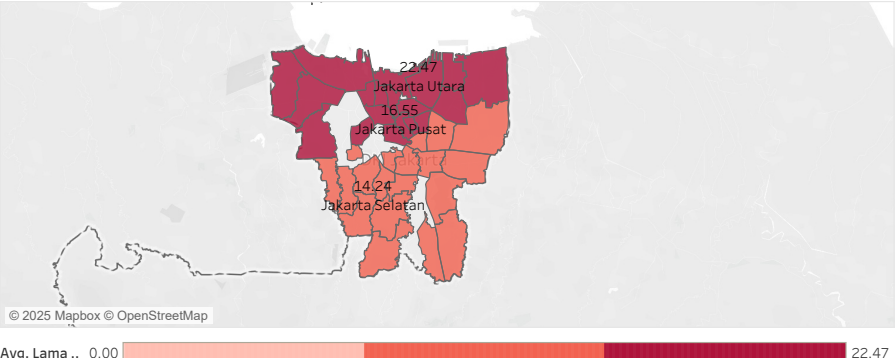 22.47
Jakarta Utara
16.55
Jakarta Pusat
Jakarta
14.24
Jakarta Selatan
© 2025 Mapbox © OpenStreetMap
Avg. Lama .. 0.00 22.47